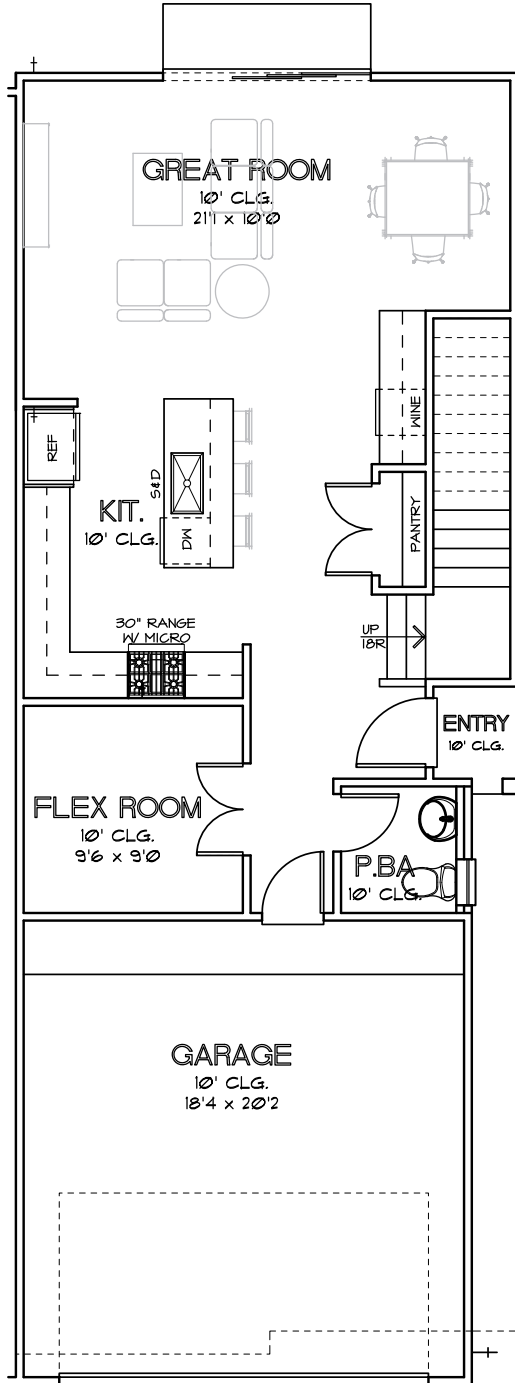 GREAT ROOM
10' CLG.
21'1 x 10'0
WINE
REF
S&D
KIT.
10' CLG.
DW
PANTRY
30" RANGE
W/ MICRO
UP
18R
ENTRY
10' CLG.
FLEX ROOM
10' CLG.
9'6 x 9'0
P.BA
10' CLG.
GARAGE
10' CLG.
18'4 x 20'2